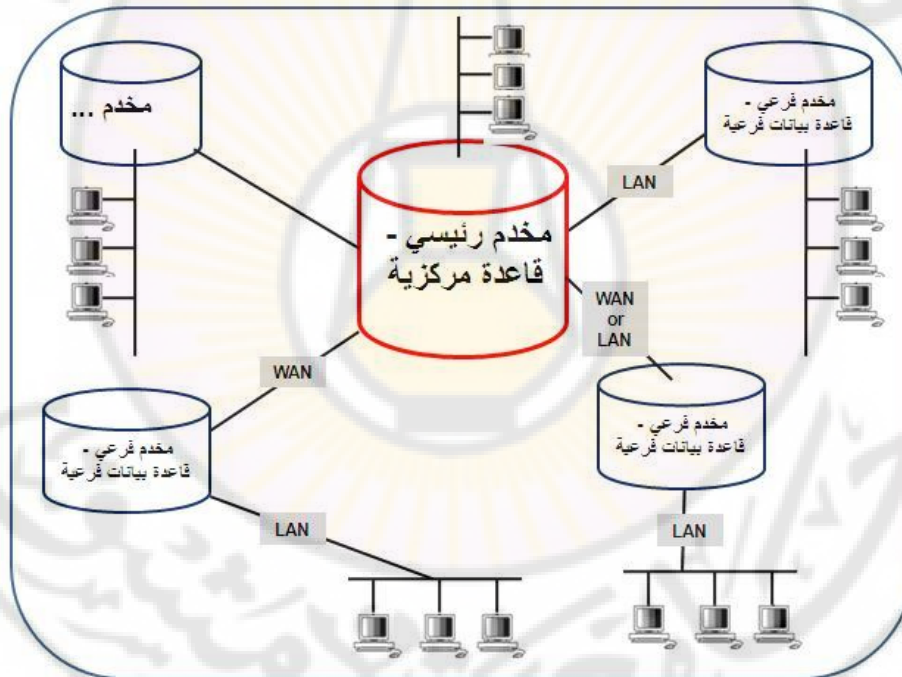 مخدم ...
مخدم فرعي -
قاعدة بيانات فرعية
LAN
مخدم رئيسي -
قاعدة مركزية
WAN
or
LAN
WAN
مخدم فرعي -
قاعدة بيانات فرعية
مخدم فرعي -
قاعدة بيانات فرعية
LAN
LAN